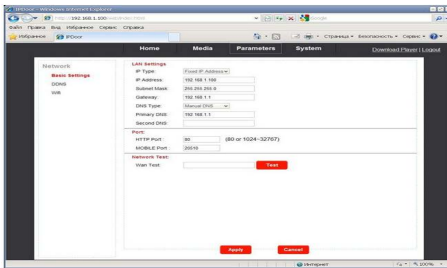 IPDoor - Windows Internet Explorer
http://192.168.1.100/
Google
Файл Правка Вид Избранное Сервис Справка
Избранное IPDoor
Страница Безопасность Сервис
Home Media Parameters System Download Player | Logout
Network
Basic Settings
DDNS
Wifi
LAN Settings
IP Type: Fixed IP Address
IP Address: 192.168.1.100
Subnet Mask: 255.255.255.0
Gateway: 192.168.1.1
DNS Type: Manual DNS
Primary DNS: 192.168.1.1
Second DNS:
Port:
HTTP Port: 80 (80 or 1024~32767)
MOBILE Port: 20510
Network Test:
Wan Test: Test
Apply Cancel
Интернет 100%